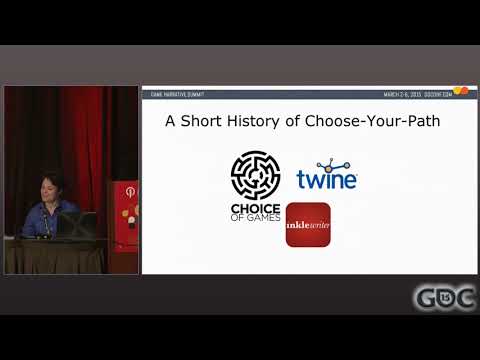 GAME NARRATIVE SUMMIT
MARCH 2-6, 2015 GDCONF.COM
A Short History of Choose-Your-Path
CHOICE
OF GAMES
twine
inklewriter
GDC
15